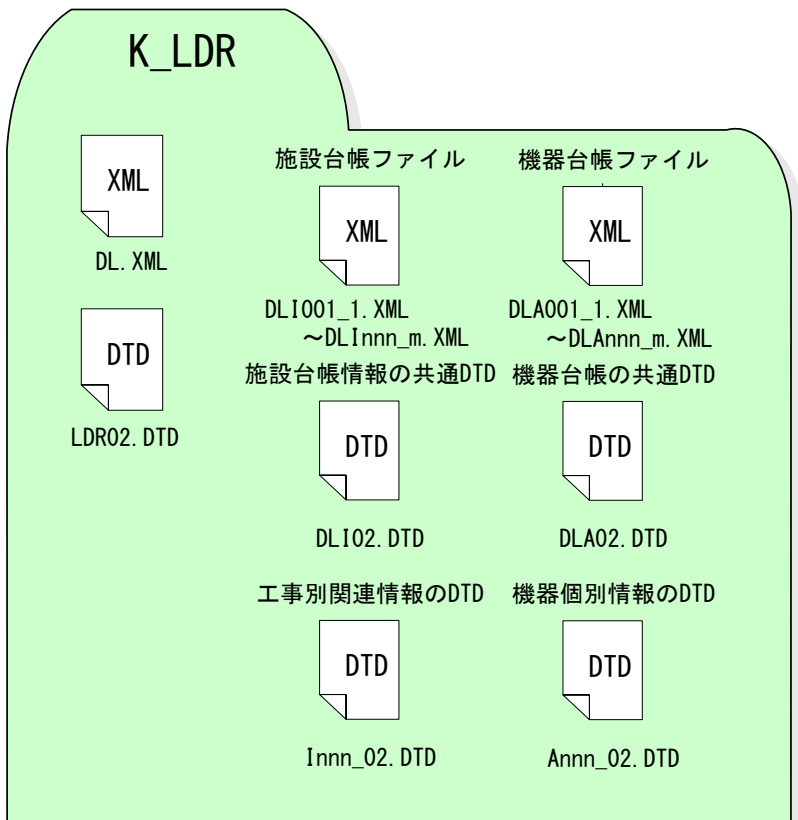 K_LDR
XML
DL.XML
DTD
LDR02.DTD
施設台帳ファイル
XML
DLI001_1.XML
～DLInnn_m.XML
機器台帳ファイル
XML
DLA001_1.XML
～DLAnnn_m.XML
施設台帳情報の共通DTD
DTD
DLI02.DTD
機器台帳の共通DTD
DTD
DLA02.DTD
工事別関連情報のDTD
DTD
Innn_02.DTD
機器個別情報のDTD
DTD
Annn_02.DTD